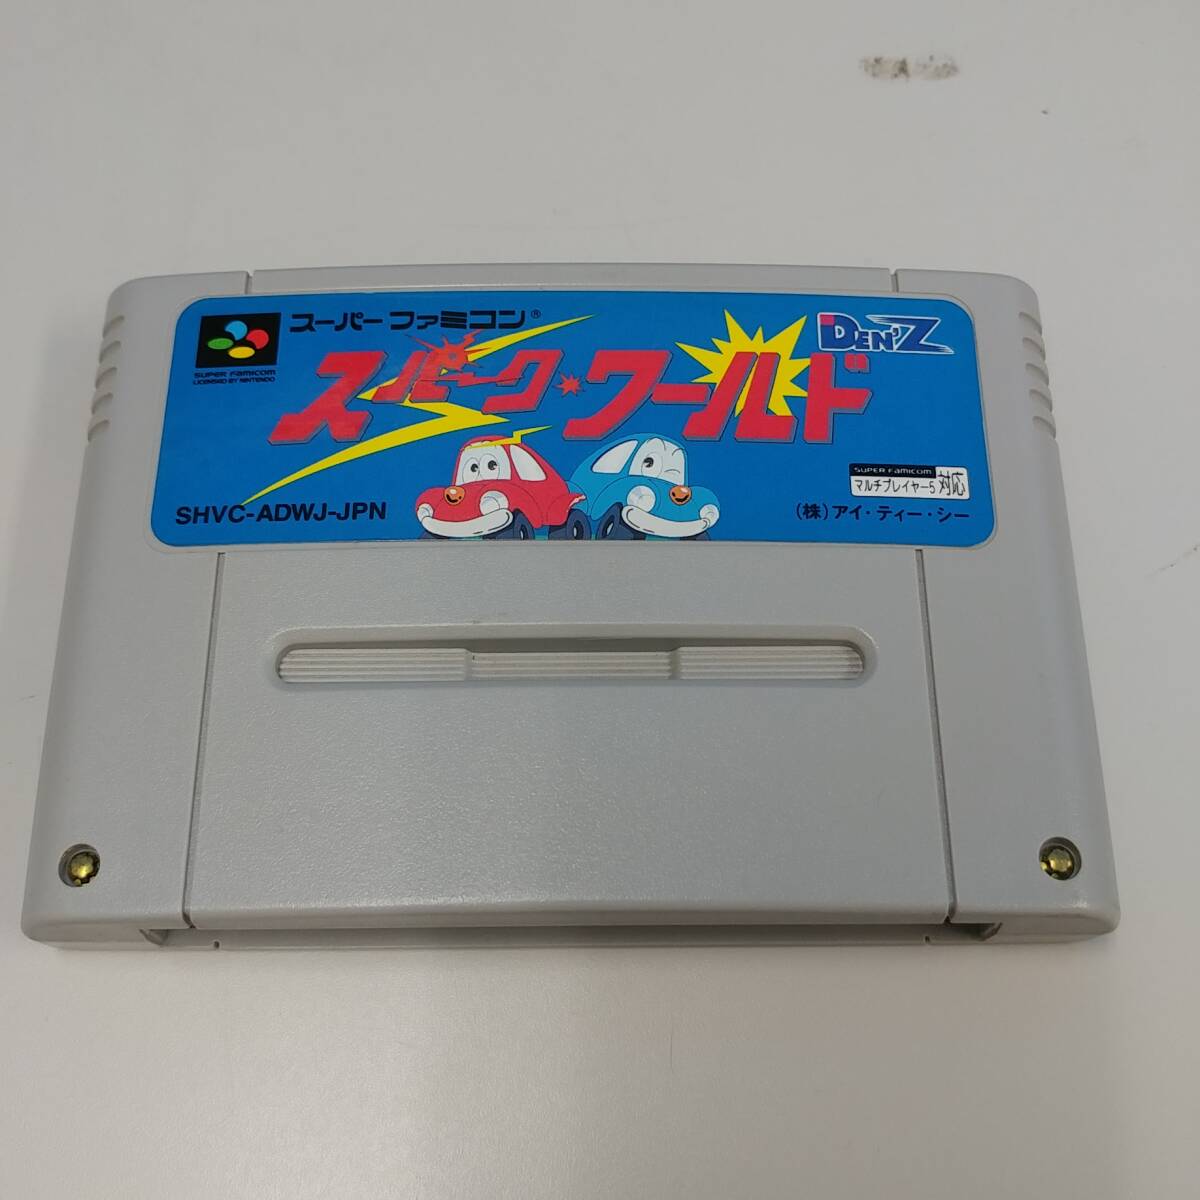 スーパーファミコン®
SUPER FAMICOM
LICENSED BY NINTENDO
DEN'Z
スパーク・ワールド
SUPER FAMICOM
マルチプレイヤー5 対応
SHVC-ADWJ-JPN
(株)アイ・ティー・シー